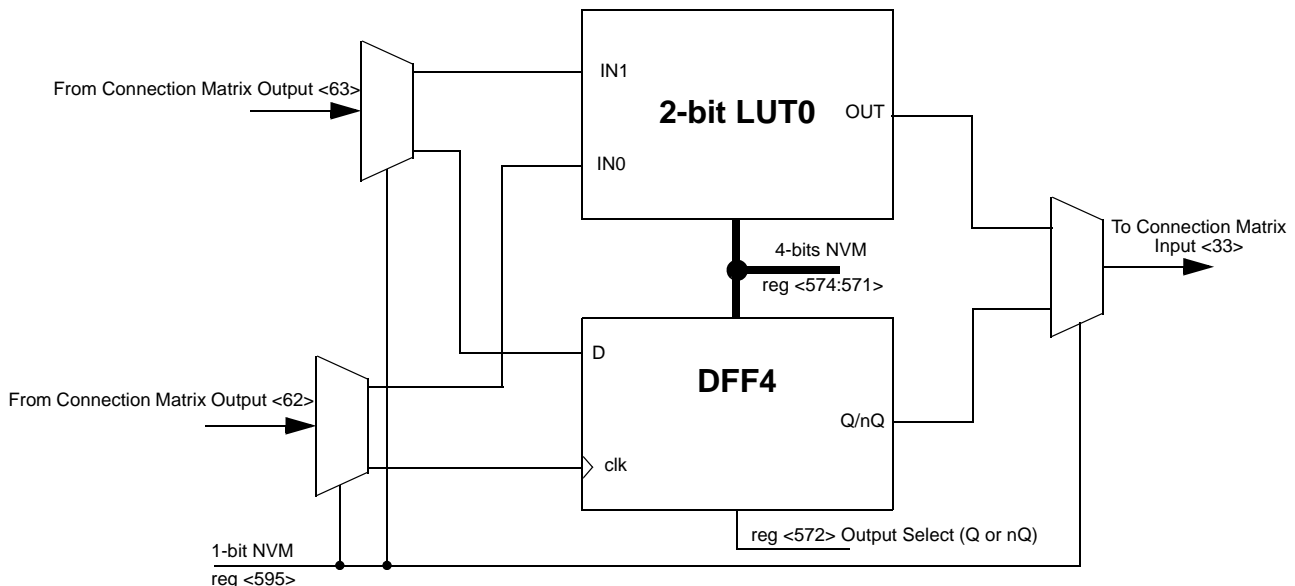 From Connection Matrix Output <63>
IN1
IN0
2-bit LUT0
OUT
To Connection Matrix
Input <33>
4-bits NVM
reg <574:571>
From Connection Matrix Output <62>
D
clk
DFF4
Q/nQ
reg <572> Output Select (Q or nQ)
1-bit NVM
reg <595>